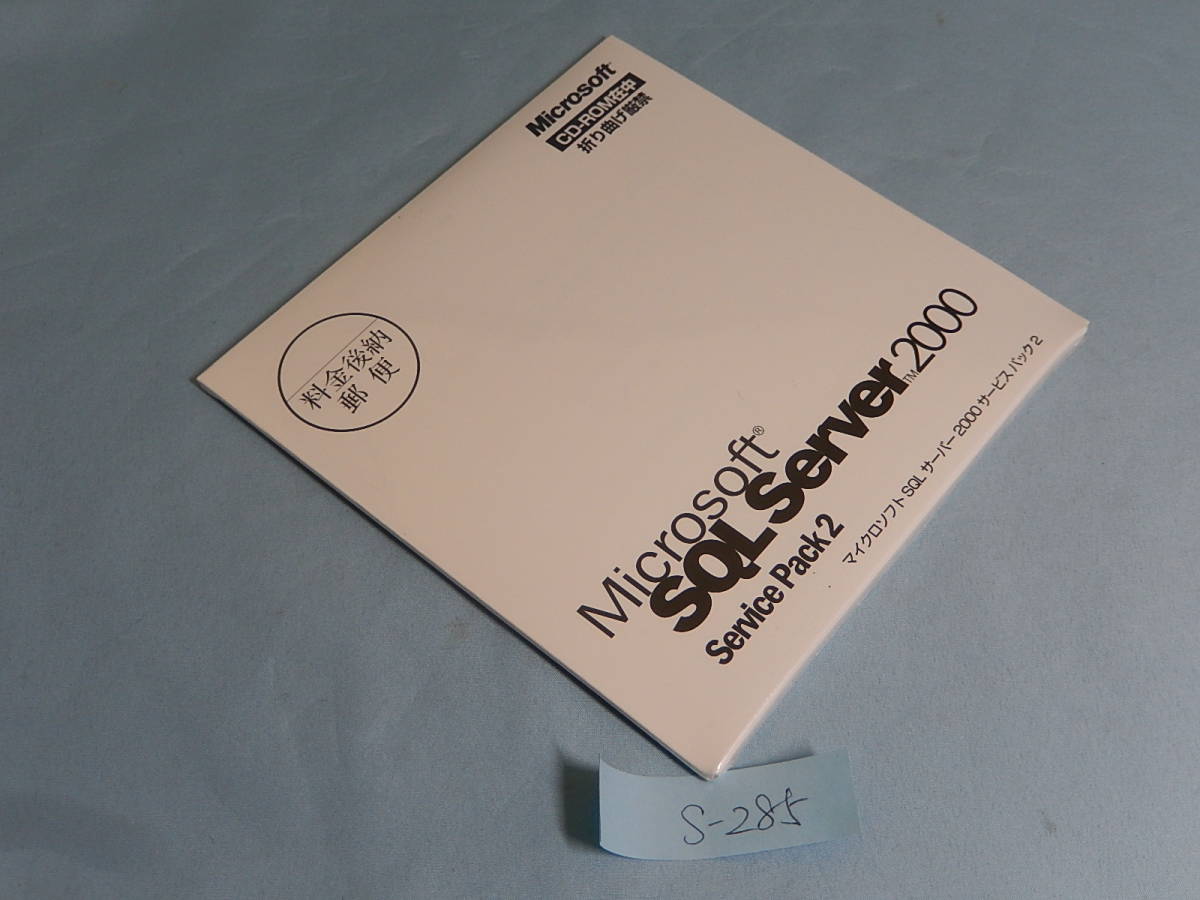 Microsoft
CD-ROM在中
折り曲げ厳禁
料金後納
郵便
Microsoft®
SQL Server™ 2000
Service Pack 2
マイクロソフト SQL サーバー 2000 サービス パック 2
S-285